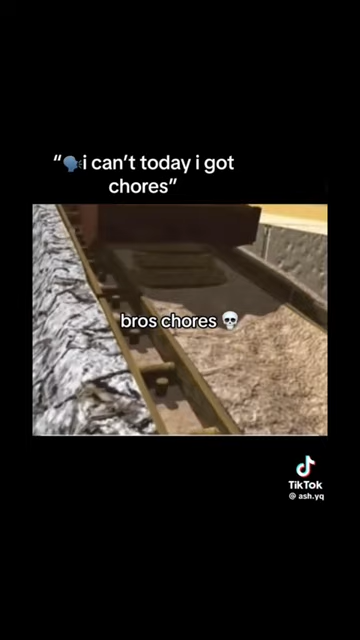 “🗣️i can’t today i got
chores”
bros chores 💀
TikTok
@ ash.yq